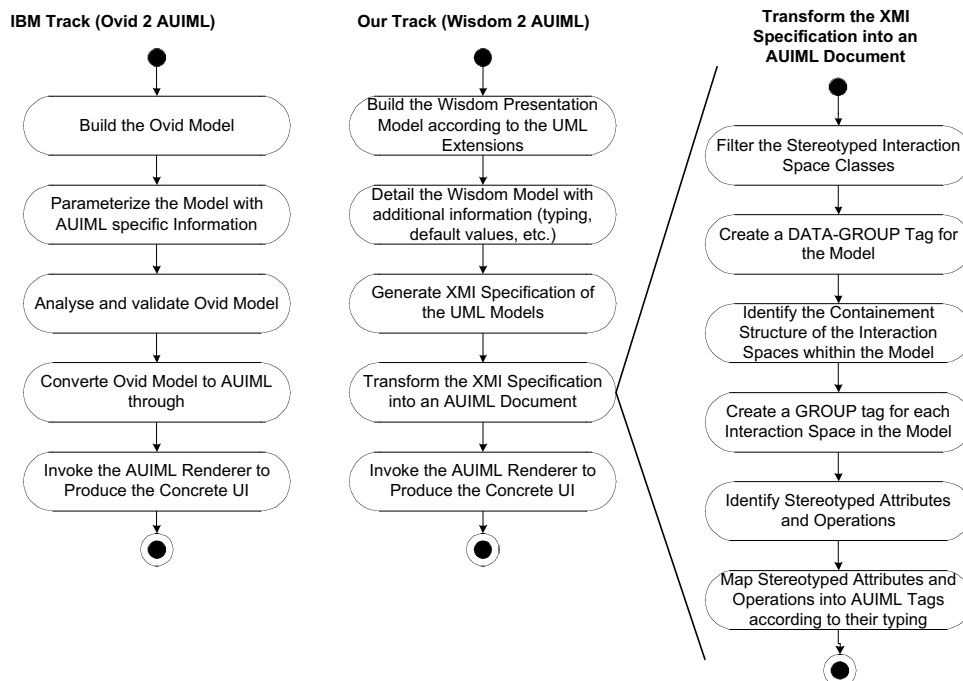 IBM Track (Ovid 2 AUIML)
Build the Ovid Model
Parameterize the Model with
AUIML specific Information
Analyse and validate Ovid Model
Converte Ovid Model to AUIML
through
Invoke the AUIML Renderer to
Produce the Concrete UI
Our Track (Wisdom 2 AUIML)
Build the Wisdom Presentation
Model according to the UML
Extensions
Detail the Wisdom Model with
additional information (typing,
default values, etc.)
Generate XMI Specification of
the UML Models
Transform the XMI Specification
into an AUIML Document
Invoke the AUIML Renderer to
Produce the Concrete UI
Transform the XMI
Specification into an
AUIML Document
Filter the Stereotyped Interaction
Space Classes
Create a DATA-GROUP Tag for
the Model
Identify the Containement
Structure of the Interaction
Spaces whithin the Model
Create a GROUP tag for each
Interaction Space in the Model
Identify Stereotyped Attributes
and Operations
Map Stereotyped Attributes and
Operations into AUIML Tags
according to their typing